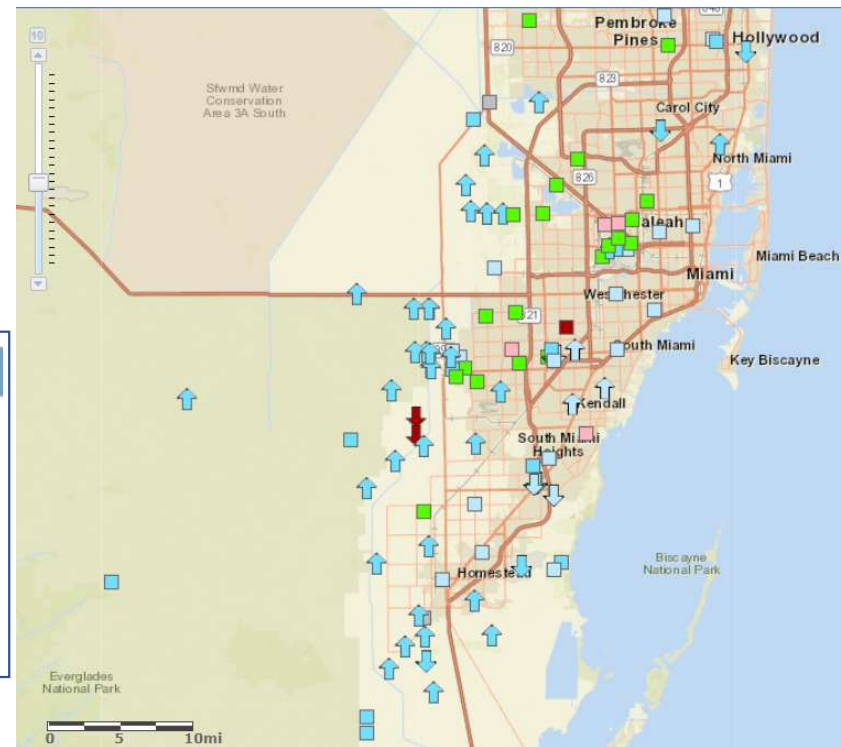 10
Pembroke
Pines
Hollywood
820
823
Sfwmd Water
Conservation
Area 3A South
Carol City
826
North Miami
1
aleah
Miami Beach
Miami
821
South Miami
Key Biscayne
Kendall
South Miami
Heights
Biscayne
National Park
Homestead
Everglades
National Park
0 5 10mi